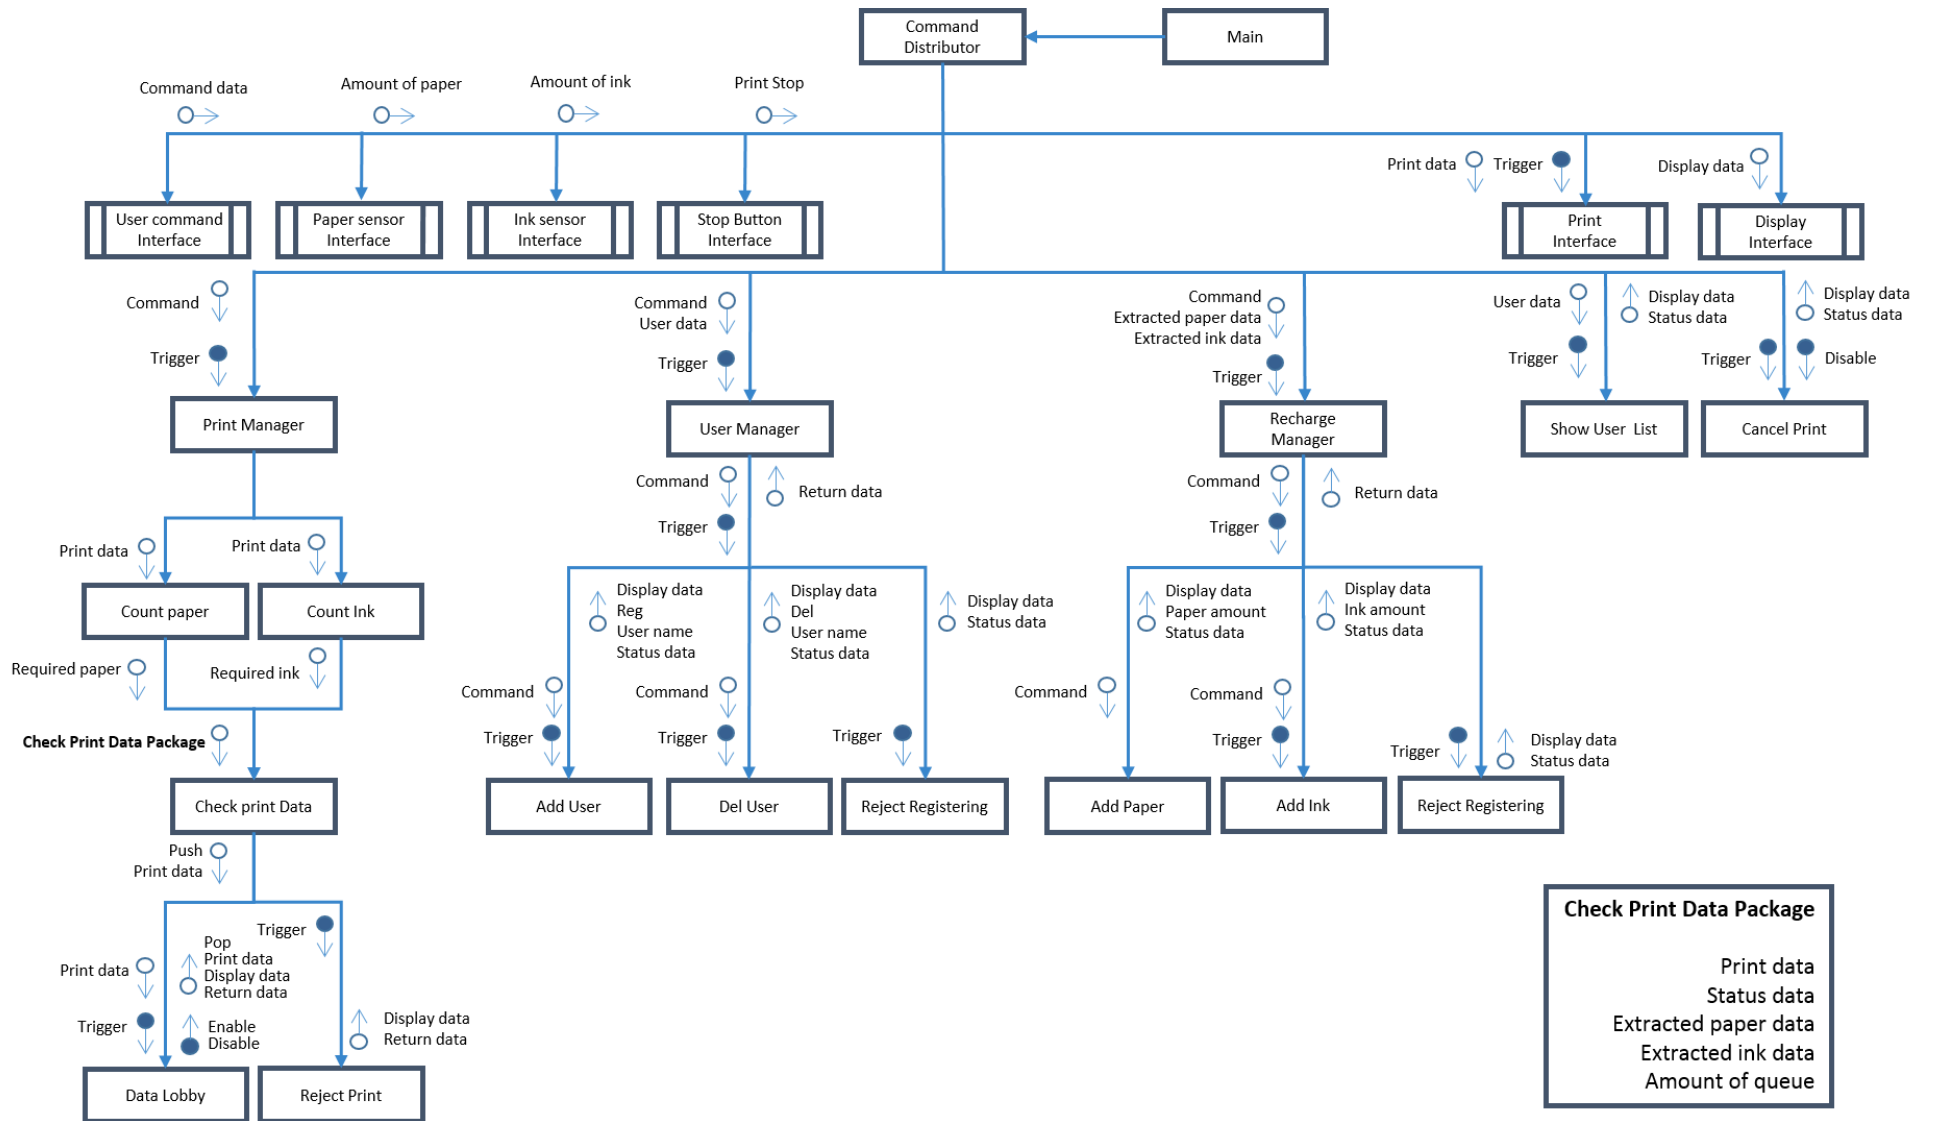 Command
Distributor
Main
Command data
Amount of paper
Amount of ink
Print Stop
Print data
Trigger
Display data
User command
Interface
Paper sensor
Interface
Ink sensor
Interface
Stop Button
Interface
Print
Interface
Display
Interface
Command
Trigger
Command
User data
Trigger
Command
Extracted paper data
Extracted ink data
Trigger
User data
Trigger
Display data
Status data
Trigger
Display data
Status data
Disable
Print Manager
User Manager
Recharge
Manager
Show User List
Cancel Print
Command
Trigger
Return data
Command
Trigger
Return data
Print data
Print data
Count paper
Count Ink
Required paper
Required ink
Check Print Data Package
Check print Data
Display data
Reg
User name
Status data
Display data
Del
User name
Status data
Display data
Status data
Command
Trigger
Command
Trigger
Trigger
Add User
Del User
Reject Registering
Display data
Paper amount
Status data
Display data
Ink amount
Status data
Command
Command
Trigger
Trigger
Display data
Status data
Add Paper
Add Ink
Reject Registering
Push
Print data
Print data
Trigger
Pop
Print data
Display data
Return data
Enable
Disable
Trigger
Display data
Return data
Data Lobby
Reject Print
Check Print Data Package
Print data
Status data
Extracted paper data
Extracted ink data
Amount of queue